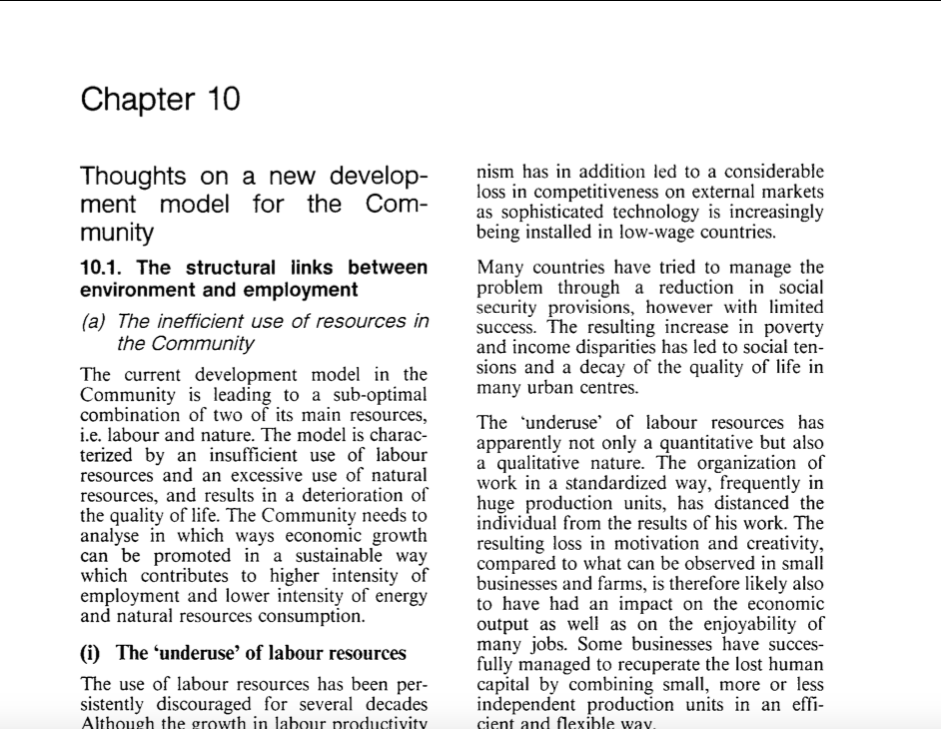 Chapter 10
Thoughts on a new develop-
ment model for the Com-
munity
10.1. The structural links between
environment and employment
(a) The inefficient use of resources in
the Community
The current development model in the
Community is leading to a sub-optimal
combination of two of its main resources,
i.e. labour and nature. The model is charac-
terized by an insufficient use of labour
resources and an excessive use of natural
resources, and results in a deterioration of
the quality of life. The Community needs to
analyse in which ways economic growth
can be promoted in a sustainable way
which contributes to higher intensity of
employment and lower intensity of energy
and natural resources consumption.
(i) The ‘underuse’ of labour resources
The use of labour resources has been per-
sistently discouraged for several decades
Although the growth in labour productivity
nism has in addition led to a considerable
loss in competitiveness on external markets
as sophisticated technology is increasingly
being installed in low-wage countries.
Many countries have tried to manage the
problem through a reduction in social
security provisions, however with limited
success. The resulting increase in poverty
and income disparities has led to social ten-
sions and a decay of the quality of life in
many urban centres.
The ‘underuse’ of labour resources has
apparently not only a quantitative but also
a qualitative nature. The organization of
work in a standardized way, frequently in
huge production units, has distanced the
individual from the results of his work. The
resulting loss in motivation and creativity,
compared to what can be observed in small
businesses and farms, is therefore likely also
to have had an impact on the economic
output as well as on the enjoyability of
many jobs. Some businesses have succes-
fully managed to recuperate the lost human
capital by combining small, more or less
independent production units in an effi-
cient and flexible way.